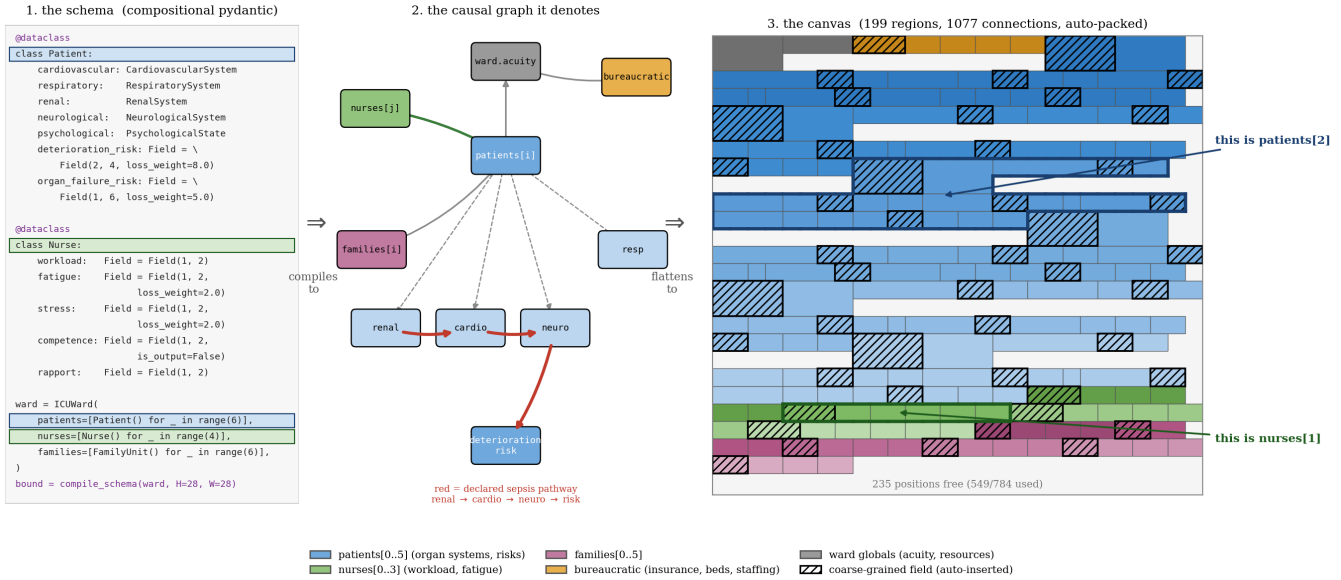 1. the schema  (compositional pydantic)
@dataclass
class Patient:
    cardiovascular: CardiovascularSystem
    respiratory:    RespiratorySystem
    renal:          RenalSystem
    neurological:   NeurologicalSystem
    psychological:  PsychologicalState
    deterioration_risk: Field = \
        Field(2, 4, loss_weight=8.0)
    organ_failure_risk: Field = \
        Field(1, 6, loss_weight=5.0)
@dataclass
class Nurse:
    workload:   Field = Field(1, 2)
    fatigue:    Field = Field(1, 2,
                      loss_weight=2.0)
    stress:     Field = Field(1, 2,
                      loss_weight=2.0)
    competence: Field = Field(1, 2,
                      is_output=False)
    rapport:    Field = Field(1, 2)
ward = ICUWard(
    patients=[Patient() for _ in range(6)],
    nurses=[Nurse() for _ in range(4)],
    families=[FamilyUnit() for _ in range(6)],
)
bound = compile_schema(ward, H=28, W=28)
⇒
compiles
to
2. the causal graph it denotes
ward.acuity
bureaucratic
nurses[j]
patients[i]
families[i]
resp
renal
cardio
neuro
deterioration
risk
red = declared sepsis pathway
renal → cardio → neuro → risk
⇒
flattens
to
3. the canvas  (199 regions, 1077 connections, auto-packed)
this is patients[2]
this is nurses[1]
235 positions free (549/784 used)
patients[0..5] (organ systems, risks)
nurses[0..3] (workload, fatigue)
families[0..5]
bureaucratic (insurance, beds, staffing)
ward globals (acuity, resources)
coarse-grained field (auto-inserted)